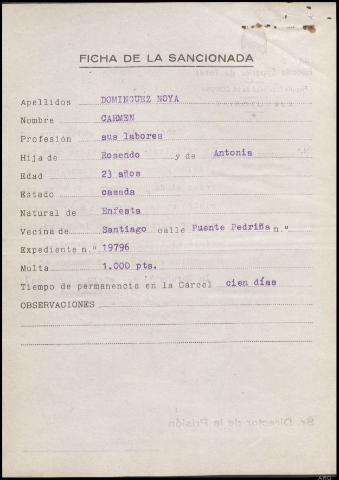 FICHA DE LA SANCIONADA
Apellidos DOMINGUEZ NOYA
Nombre CARMEN
Profesión sus labores
Hija de Rosendo y de Antonia
Edad 23 años
Estado casada
Natural de Enfesta
Vecina de Santiago calle Puente Pedriña n.º
Expediente n.º 19796
Multa 1.000 pts.
Tiempo de permanencia en la Cárcel cien días
OBSERVACIONES
Sr. Director de la Prisión